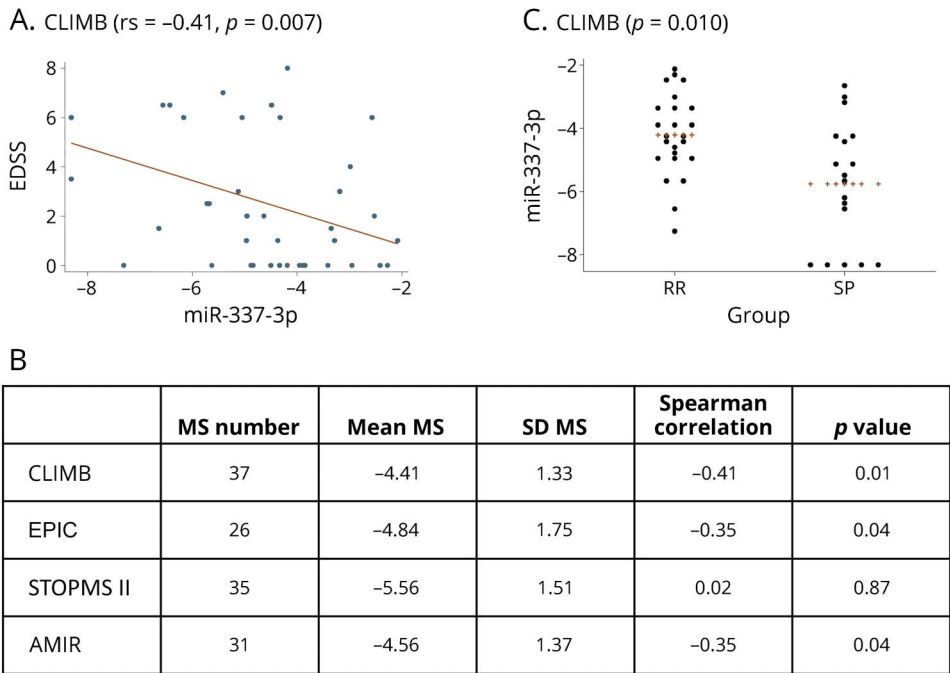 A. CLIMB (rs = –0.41, p = 0.007)
EDSS
8
6
4
2
0
–8 –6 –4 –2
miR-337-3p
C. CLIMB (p = 0.010)
miR-337-3p
–2
–4
–6
–8
RR SP
Group
B
MS number Mean MS SD MS Spearman correlation p value
CLIMB 37 –4.41 1.33 –0.41 0.01
EPIC 26 –4.84 1.75 –0.35 0.04
STOPMS II 35 –5.56 1.51 0.02 0.87
AMIR 31 –4.56 1.37 –0.35 0.04